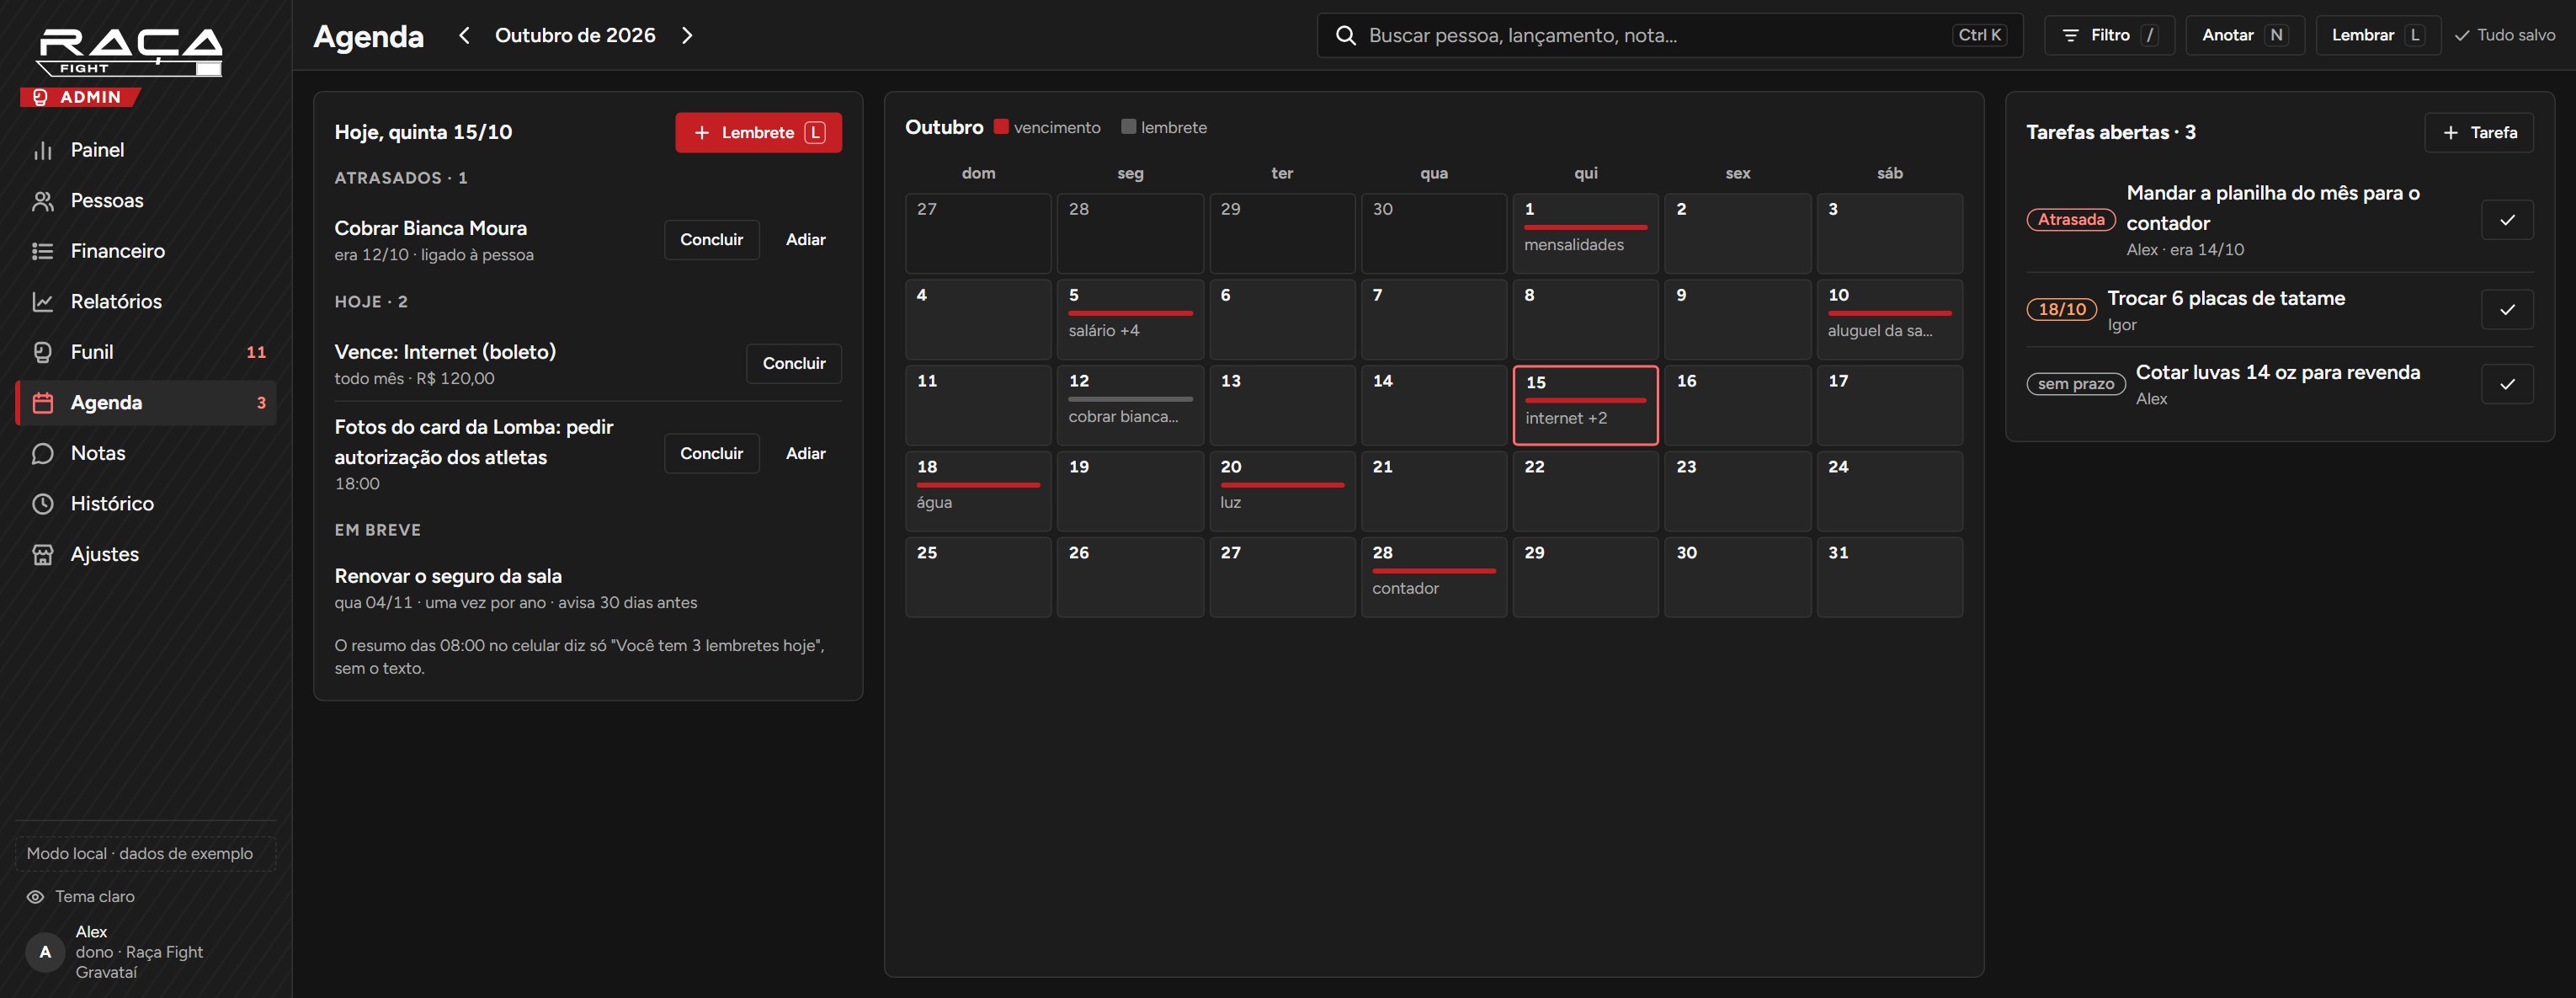 RAÇA
FIGHT
ADMIN
Painel
Pessoas
Financeiro
Relatórios
Funil 11
Agenda 3
Notas
Histórico
Ajustes
Modo local · dados de exemplo
Tema claro
A
Alex
dono · Raça Fight
Gravataí
Agenda
Outubro de 2026
Buscar pessoa, lançamento, nota... Ctrl K
Filtro /
Anotar N
Lembrar L
Tudo salvo
Hoje, quinta 15/10
Lembrete L
ATRASADOS · 1
Cobrar Bianca Moura
era 12/10 · ligado à pessoa
Concluir
Adiar
HOJE · 2
Vence: Internet (boleto)
todo mês · R$ 120,00
Concluir
Fotos do card da Lomba: pedir
autorização dos atletas
18:00
Concluir
Adiar
EM BREVE
Renovar o seguro da sala
qua 04/11 · uma vez por ano · avisa 30 dias antes
O resumo das 08:00 no celular diz só "Você tem 3 lembretes hoje",
sem o texto.
Outubro vencimento lembrete
dom seg ter qua qui sex sáb
27 28 29 30 1 2 3
mensalidades
4 5 6 7 8 9 10
salário +4 aluguel da sa...
11 12 13 14 15 16 17
cobrar bianca... internet +2
18 19 20 21 22 23 24
água luz
25 26 27 28 29 30 31
contador
Tarefas abertas · 3
Tarefa
Atrasada
Mandar a planilha do mês para o
contador
Alex · era 14/10
18/10
Trocar 6 placas de tatame
Igor
sem prazo
Cotar luvas 14 oz para revenda
Alex